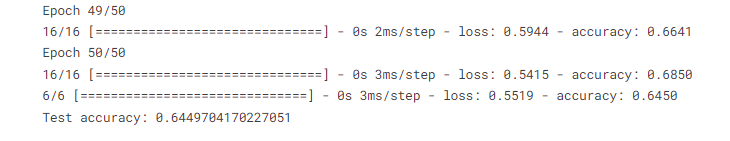 Epoch 49/50
16/16 [==============================] - 0s 2ms/step - loss: 0.5944 - accuracy: 0.6641
Epoch 50/50
16/16 [==============================] - 0s 3ms/step - loss: 0.5415 - accuracy: 0.6850
6/6 [==============================] - 0s 3ms/step - loss: 0.5519 - accuracy: 0.6450
Test accuracy: 0.6449704170227051